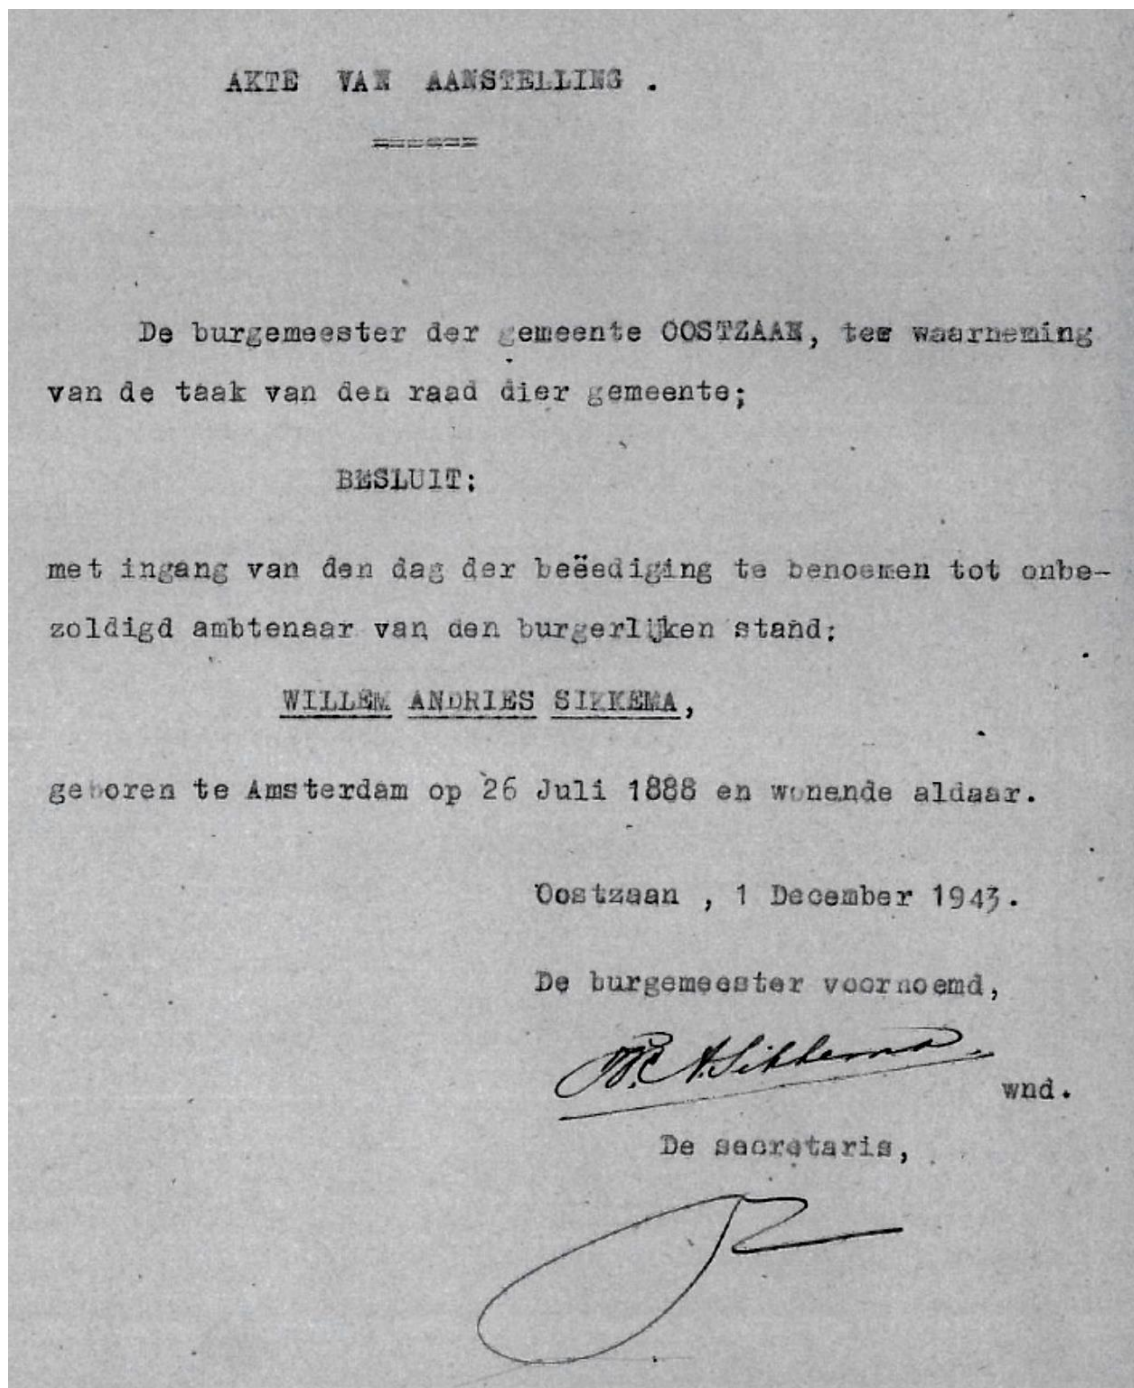 AKTE VAN AANSTELLING .
======
De burgemeester der gemeente OOSTZAAN, ter waarneming
van de taak van den raad dier gemeente;
BESLUIT:
met ingang van den dag der beëediging te benoemen tot onbe-
zoldigd ambtenaar van den burgerlijken stand:
WILLEM ANDRIES SIKKEMA,
geboren te Amsterdam op 26 Juli 1888 en wonende aldaar.
Oostzaan , 1 December 1943.
De burgemeester voornoemd,
W. A. Sikkema.
wnd.
De secretaris,